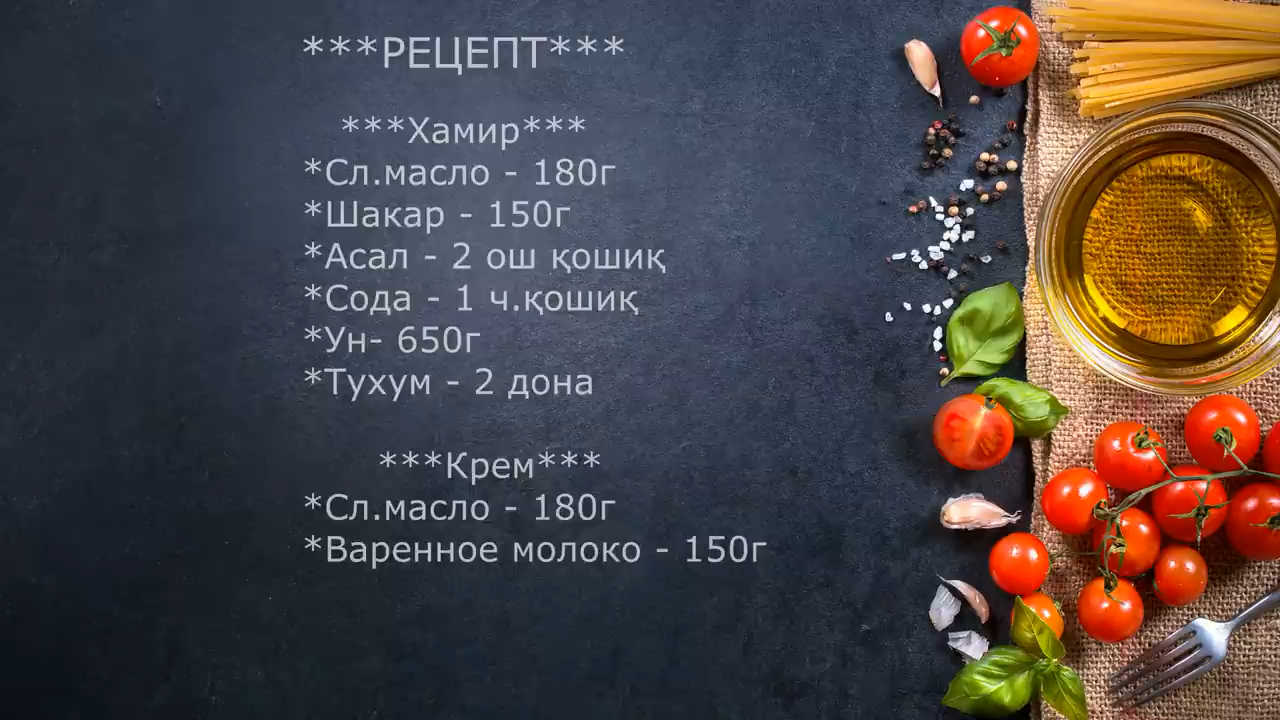 ***РЕЦЕПТ***
***Хамир***
*Сл.масло - 180г
*Шакар - 150г
*Асал - 2 ош қошиқ
*Сода - 1 ч.қошиқ
*Ун- 650г
*Тухум - 2 дона
***Крем***
*Сл.масло - 180г
*Варенное молоко - 150г